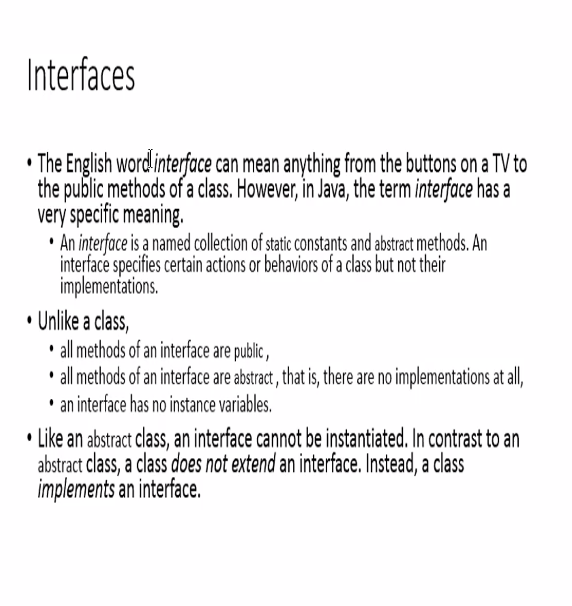 Interfaces
• The English word interface can mean anything from the buttons on a TV to
the public methods of a class. However, in Java, the term interface has a
very specific meaning.
• An interface is a named collection of static constants and abstract methods. An
interface specifies certain actions or behaviors of a class but not their
implementations.
• Unlike a class,
• all methods of an interface are public ,
• all methods of an interface are abstract , that is, there are no implementations at all,
• an interface has no instance variables.
• Like an abstract class, an interface cannot be instantiated. In contrast to an
abstract class, a class does not extend an interface. Instead, a class
implements an interface.